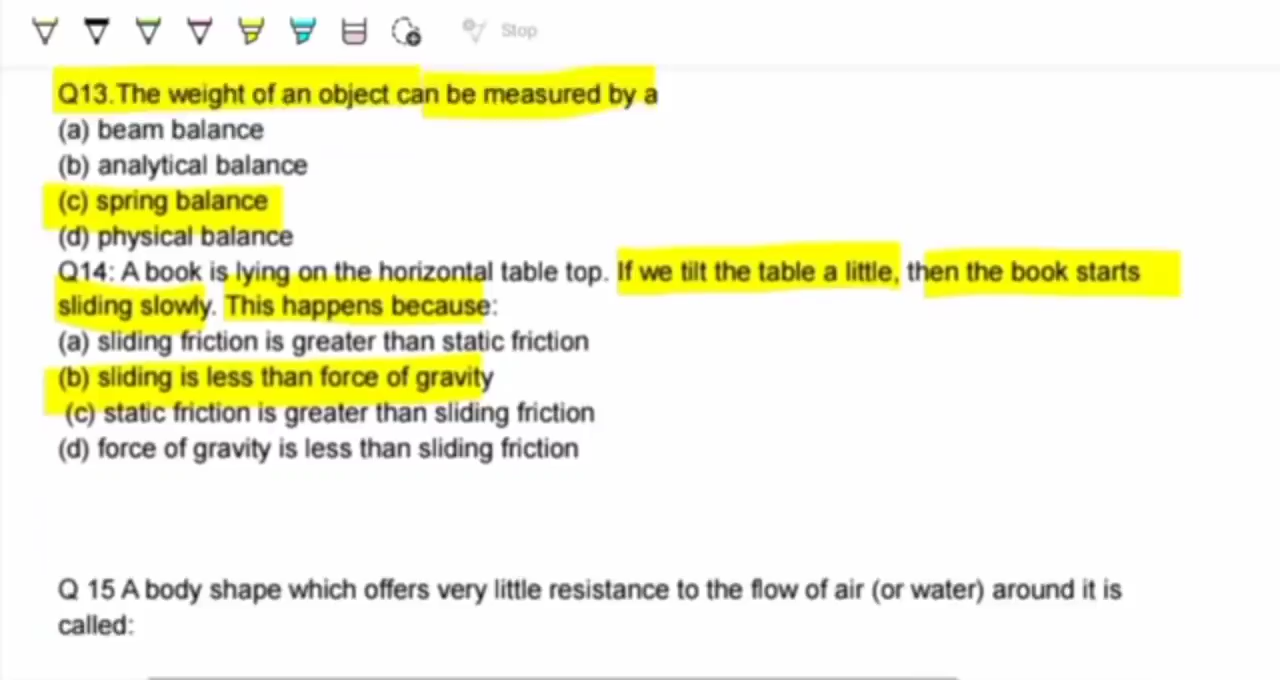 Stop
Q13.The weight of an object can be measured by a
(a) beam balance
(b) analytical balance
(c) spring balance
(d) physical balance
Q14: A book is lying on the horizontal table top. If we tilt the table a little, then the book starts
sliding slowly. This happens because:
(a) sliding friction is greater than static friction
(b) sliding is less than force of gravity
(c) static friction is greater than sliding friction
(d) force of gravity is less than sliding friction
Q 15 A body shape which offers very little resistance to the flow of air (or water) around it is
called: